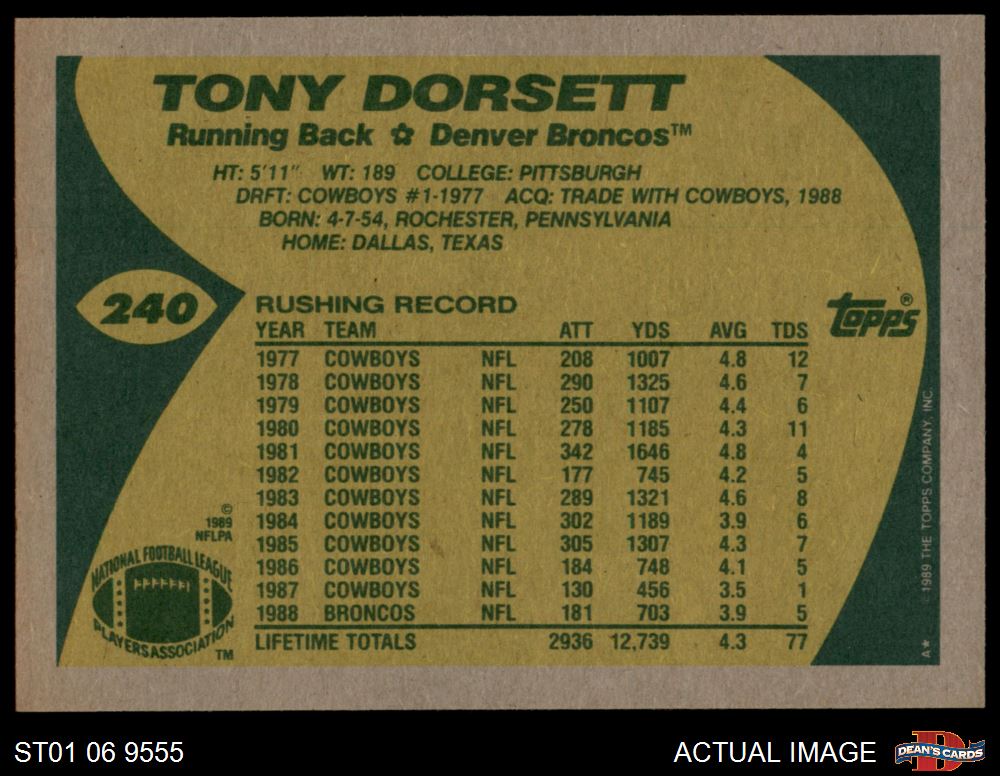 TONY DORSETT
Running Back ✩ Denver Broncos™
HT: 5'11" WT: 189 COLLEGE: PITTSBURGH
DRFT: COWBOYS #1-1977 ACQ: TRADE WITH COWBOYS, 1988
BORN: 4-7-54, ROCHESTER, PENNSYLVANIA
HOME: DALLAS, TEXAS
240
RUSHING RECORD
topps®
YEAR TEAM ATT YDS AVG TDS
1977 COWBOYS NFL 208 1007 4.8 12
1978 COWBOYS NFL 290 1325 4.6 7
1979 COWBOYS NFL 250 1107 4.4 6
1980 COWBOYS NFL 278 1185 4.3 11
1981 COWBOYS NFL 342 1646 4.8 4
1982 COWBOYS NFL 177 745 4.2 5
1983 COWBOYS NFL 289 1321 4.6 8
1984 COWBOYS NFL 302 1189 3.9 6
1985 COWBOYS NFL 305 1307 4.3 7
1986 COWBOYS NFL 184 748 4.1 5
1987 COWBOYS NFL 130 456 3.5 1
1988 BRONCOS NFL 181 703 3.9 5
LIFETIME TOTALS 2936 12,739 4.3 77
©
1989
NFLPA
NATIONAL FOOTBALL LEAGUE
PLAYERS ASSOCIATION
TM
© 1989 THE TOPPS COMPANY, INC.
A*
ST01 06 9555
ACTUAL IMAGE
D
DEAN'S CARDS